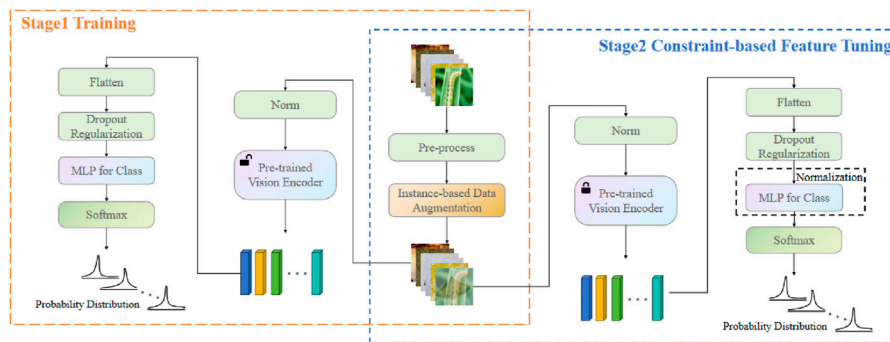 Stage1 Training
Flatten
Dropout
Regularization
MLP for Class
Softmax
Probability Distribution
Norm
Pre-trained
Vision Encoder
Pre-process
Instance-based Data
Augmentation
Stage2 Constraint-based Feature Tuning
Norm
Pre-trained
Vision Encoder
Flatten
Dropout
Regularization
Normalization
MLP for Class
Softmax
Probability Distribution